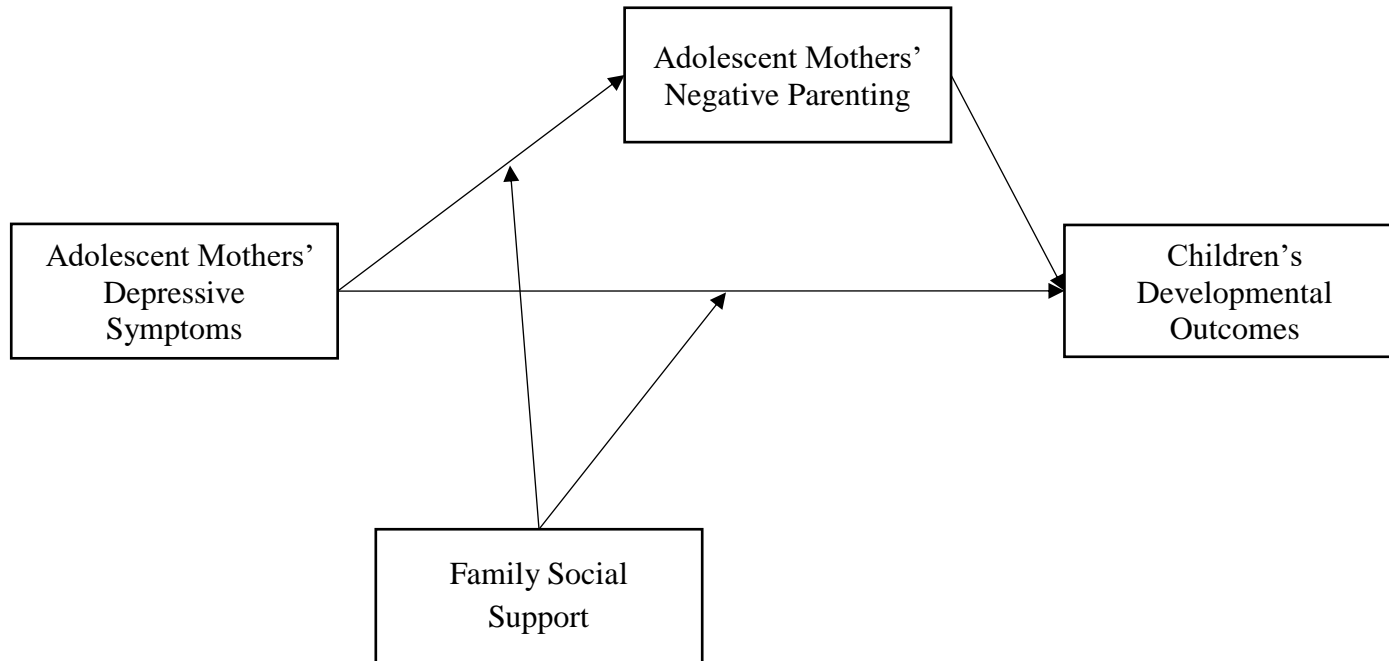 Adolescent Mothers’
Negative Parenting
Adolescent Mothers’
Depressive
Symptoms
Children’s
Developmental
Outcomes
Family Social
Support